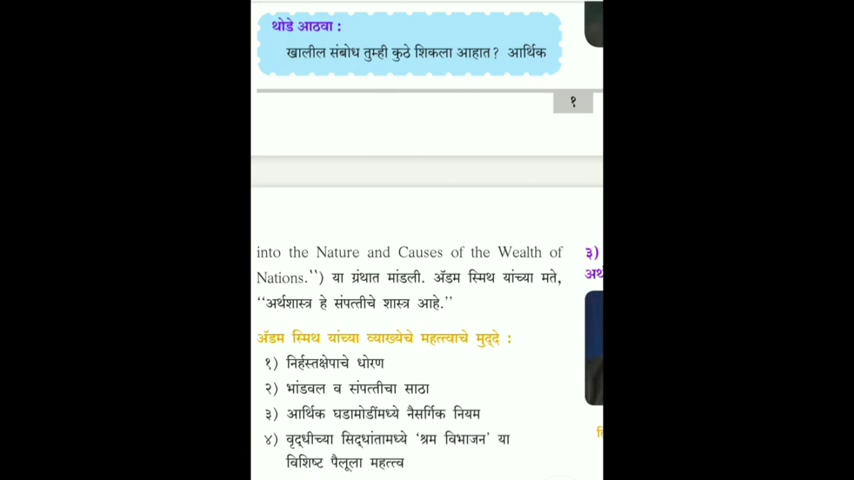 थोडे आठवा :
खालील संबोध तुम्ही कुठे शिकला आहात? आर्थिक
१
into the Nature and Causes of the Wealth of
Nations.'') या ग्रंथात मांडली. ॲडम स्मिथ यांच्या मते,
‘‘अर्थशास्त्र हे संपत्तीचे शास्त्र आहे.’’
ॲडम स्मिथ यांच्या व्याख्येचे महत्त्वाचे मुद्दे :
१) निर्हस्तक्षेपाचे धोरण
२) भांडवल व संपत्तीचा साठा
३) आर्थिक घडामोडींमध्ये नैसर्गिक नियम
४) वृद्धीच्या सिद्धांतामध्ये ‘श्रम विभाजन’ या
विशिष्ट पैलूला महत्त्व
३)